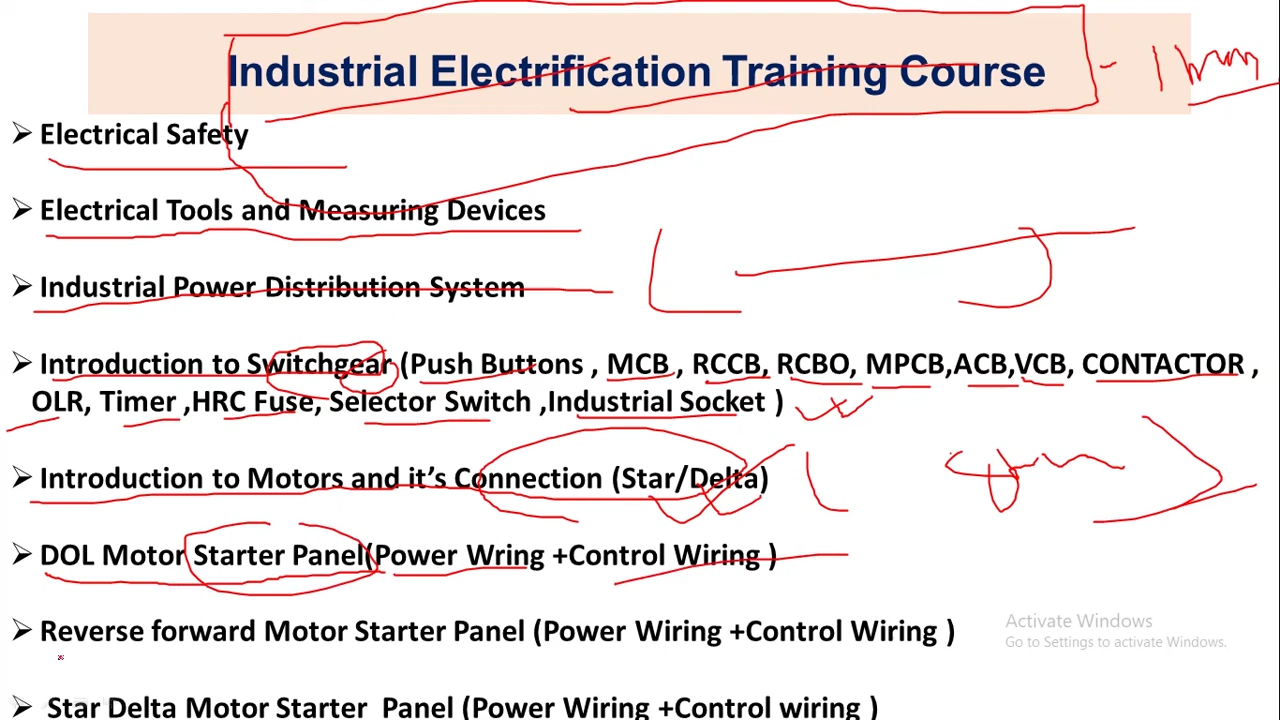 Industrial Electrification Training Course
Electrical Safety
Electrical Tools and Measuring Devices
Industrial Power Distribution System
Introduction to Switchgear (Push Buttons , MCB , RCCB, RCBO, MPCB,ACB,VCB, CONTACTOR ,
OLR, Timer ,HRC Fuse, Selector Switch ,Industrial Socket )
Introduction to Motors and it's Connection (Star/Delta)
DOL Motor Starter Panel(Power Wring +Control Wiring )
Reverse forward Motor Starter Panel (Power Wiring +Control Wiring )
Activate Windows
Go to Settings to activate Windows.
Star Delta Motor Starter Panel (Power Wiring +Control wiring )